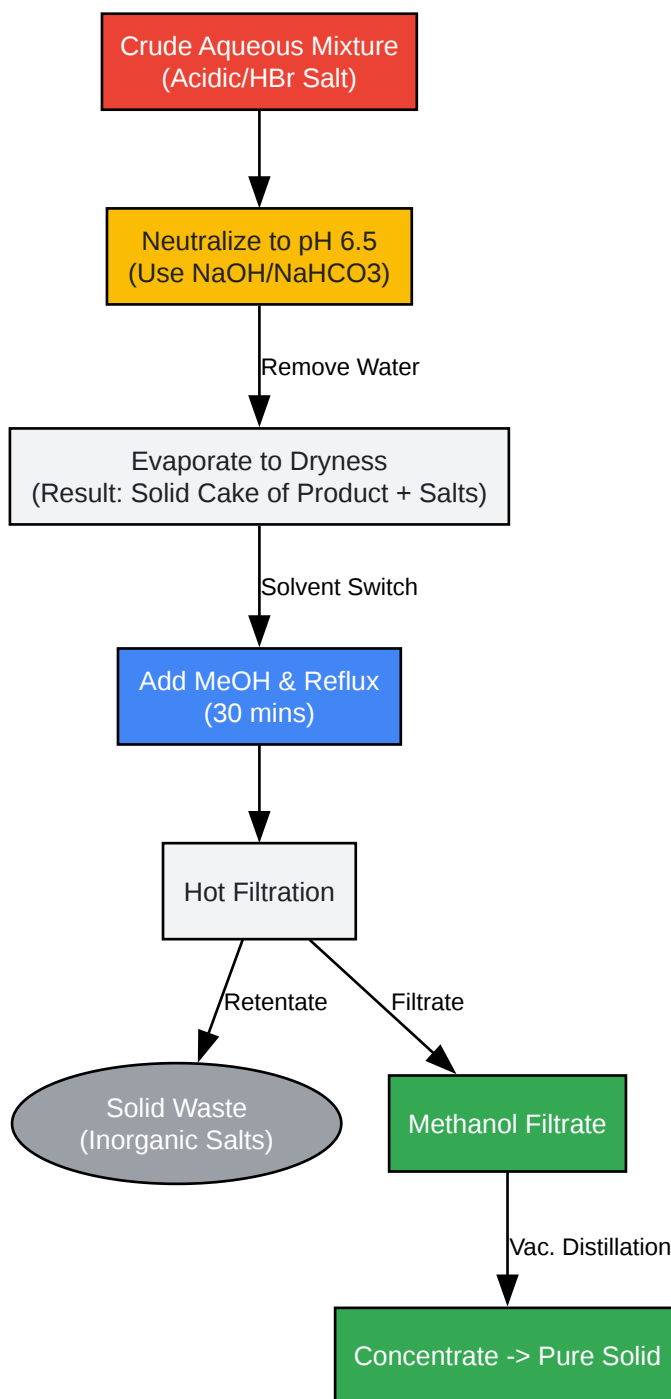 Crude Aqueous Mixture
(Acidic/HBr Salt)
Neutralize to pH 6.5
(Use NaOH/NaHCO3)
Remove Water
Evaporate to Dryness
(Result: Solid Cake of Product + Salts)
Solvent Switch
Add MeOH & Reflux
(30 mins)
Hot Filtration
Retentate
Filtrate
Solid Waste
(Inorganic Salts)
Methanol Filtrate
Vac. Distillation
Concentrate -> Pure Solid